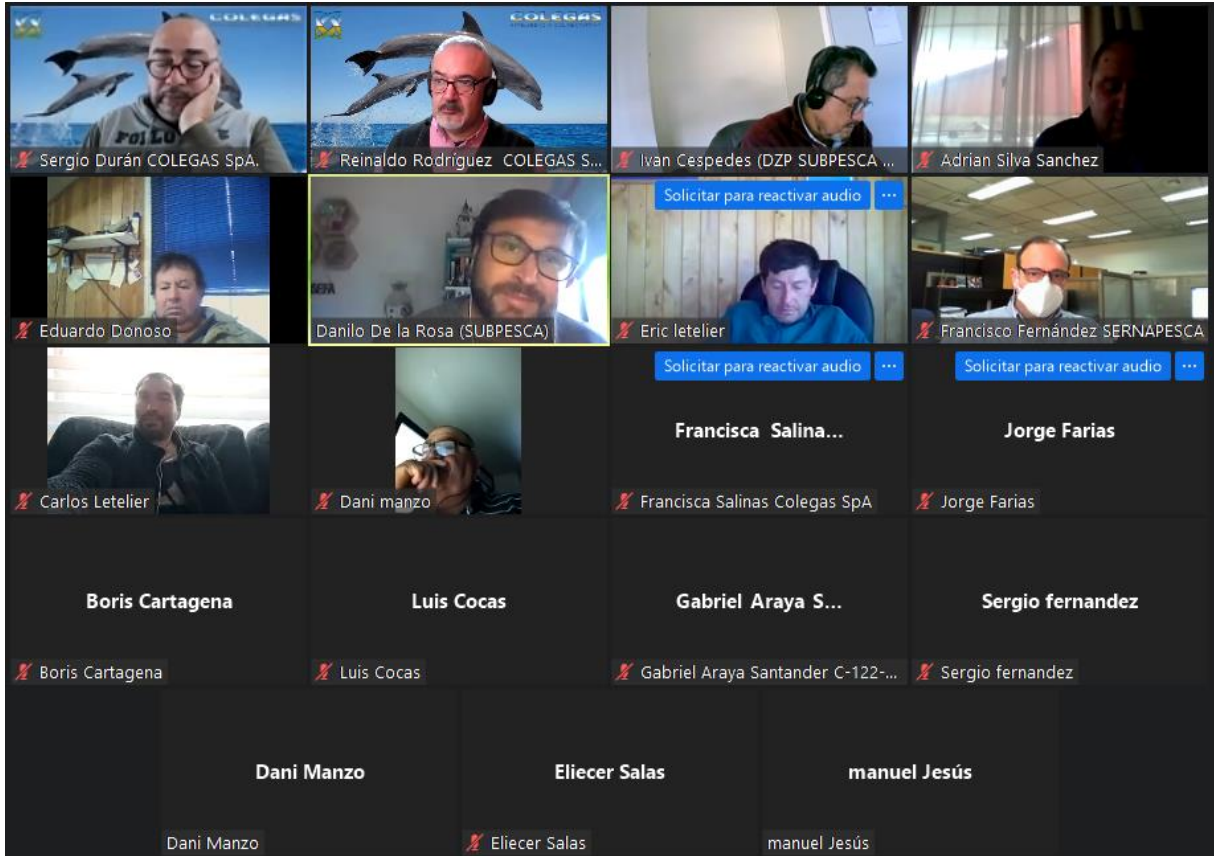 COLEGAS
COLEGAS
Sergio Durán COLEGAS SpA.
Reinaldo Rodríguez COLEGAS S...
Ivan Cespedes (DZP SUBPESCA ...
Adrian Silva Sanchez
Solicitar para reactivar audio ...
Eduardo Donoso
Danilo De la Rosa (SUBPESCA)
Eric letelier
Francisco Fernández SERNAPESCA
Solicitar para reactivar audio ...
Solicitar para reactivar audio ...
Francisca Salina...
Jorge Farias
Carlos Letelier
Dani manzo
Francisca Salinas Colegas SpA
Jorge Farias
Boris Cartagena
Luis Cocas
Gabriel Araya S...
Sergio fernandez
Boris Cartagena
Luis Cocas
Gabriel Araya Santander C-122-...
Sergio fernandez
Dani Manzo
Eliecer Salas
manuel Jesús
Dani Manzo
Eliecer Salas
manuel Jesús